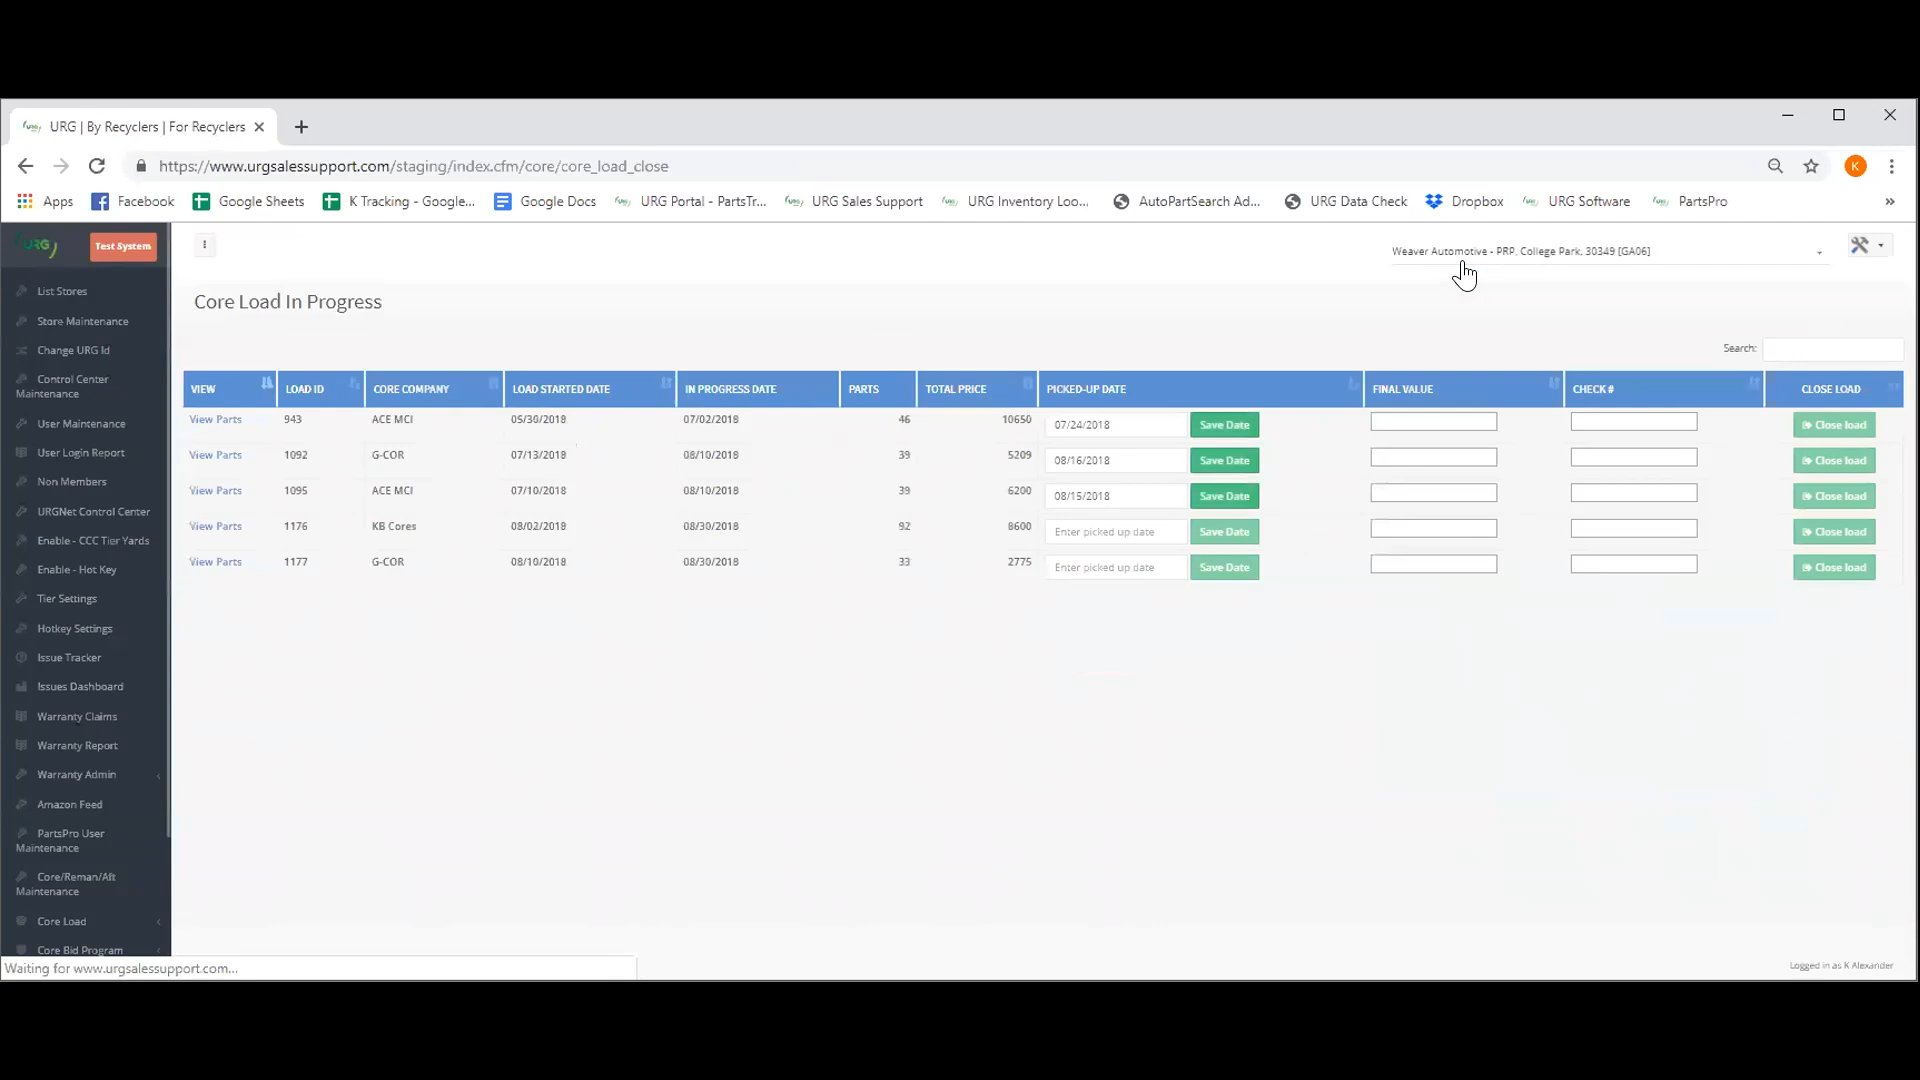 URG | By Recyclers | For Recyclers
https://www.urgsalessupport.com/staging/index.cfm/core/core_load_close
K
Apps Facebook Google Sheets K Tracking - Google... Google Docs URG Portal - PartsTr... URG Sales Support URG Inventory Loo... AutoPartSearch Ad... URG Data Check Dropbox URG Software PartsPro »
URG Test System
Weaver Automotive - PRP, College Park, 30349 [GA06]
List Stores
Store Maintenance
Change URG Id
Control Center
Maintenance
User Maintenance
User Login Report
Non Members
URGNet Control Center
Enable - CCC Tier Yards
Enable - Hot Key
Tier Settings
Hotkey Settings
Issue Tracker
Issues Dashboard
Warranty Claims
Warranty Report
Warranty Admin
Amazon Feed
PartsPro User
Maintenance
Core/Reman/Aft
Maintenance
Core Load
Core Bid Program
Core Load In Progress
Search:
VIEW LOAD ID CORE COMPANY LOAD STARTED DATE IN PROGRESS DATE PARTS TOTAL PRICE PICKED-UP DATE FINAL VALUE CHECK # CLOSE LOAD
View Parts 943 ACE MCI 05/30/2018 07/02/2018 46 10650 07/24/2018 Save Date Close load
View Parts 1092 G-COR 07/13/2018 08/10/2018 39 5209 08/16/2018 Save Date Close load
View Parts 1095 ACE MCI 07/10/2018 08/10/2018 39 6200 08/15/2018 Save Date Close load
View Parts 1176 KB Cores 08/02/2018 08/30/2018 92 8600 Enter picked up date Save Date Close load
View Parts 1177 G-COR 08/10/2018 08/30/2018 33 2775 Enter picked up date Save Date Close load
Waiting for www.urgsalessupport.com...
Logged in as K Alexander